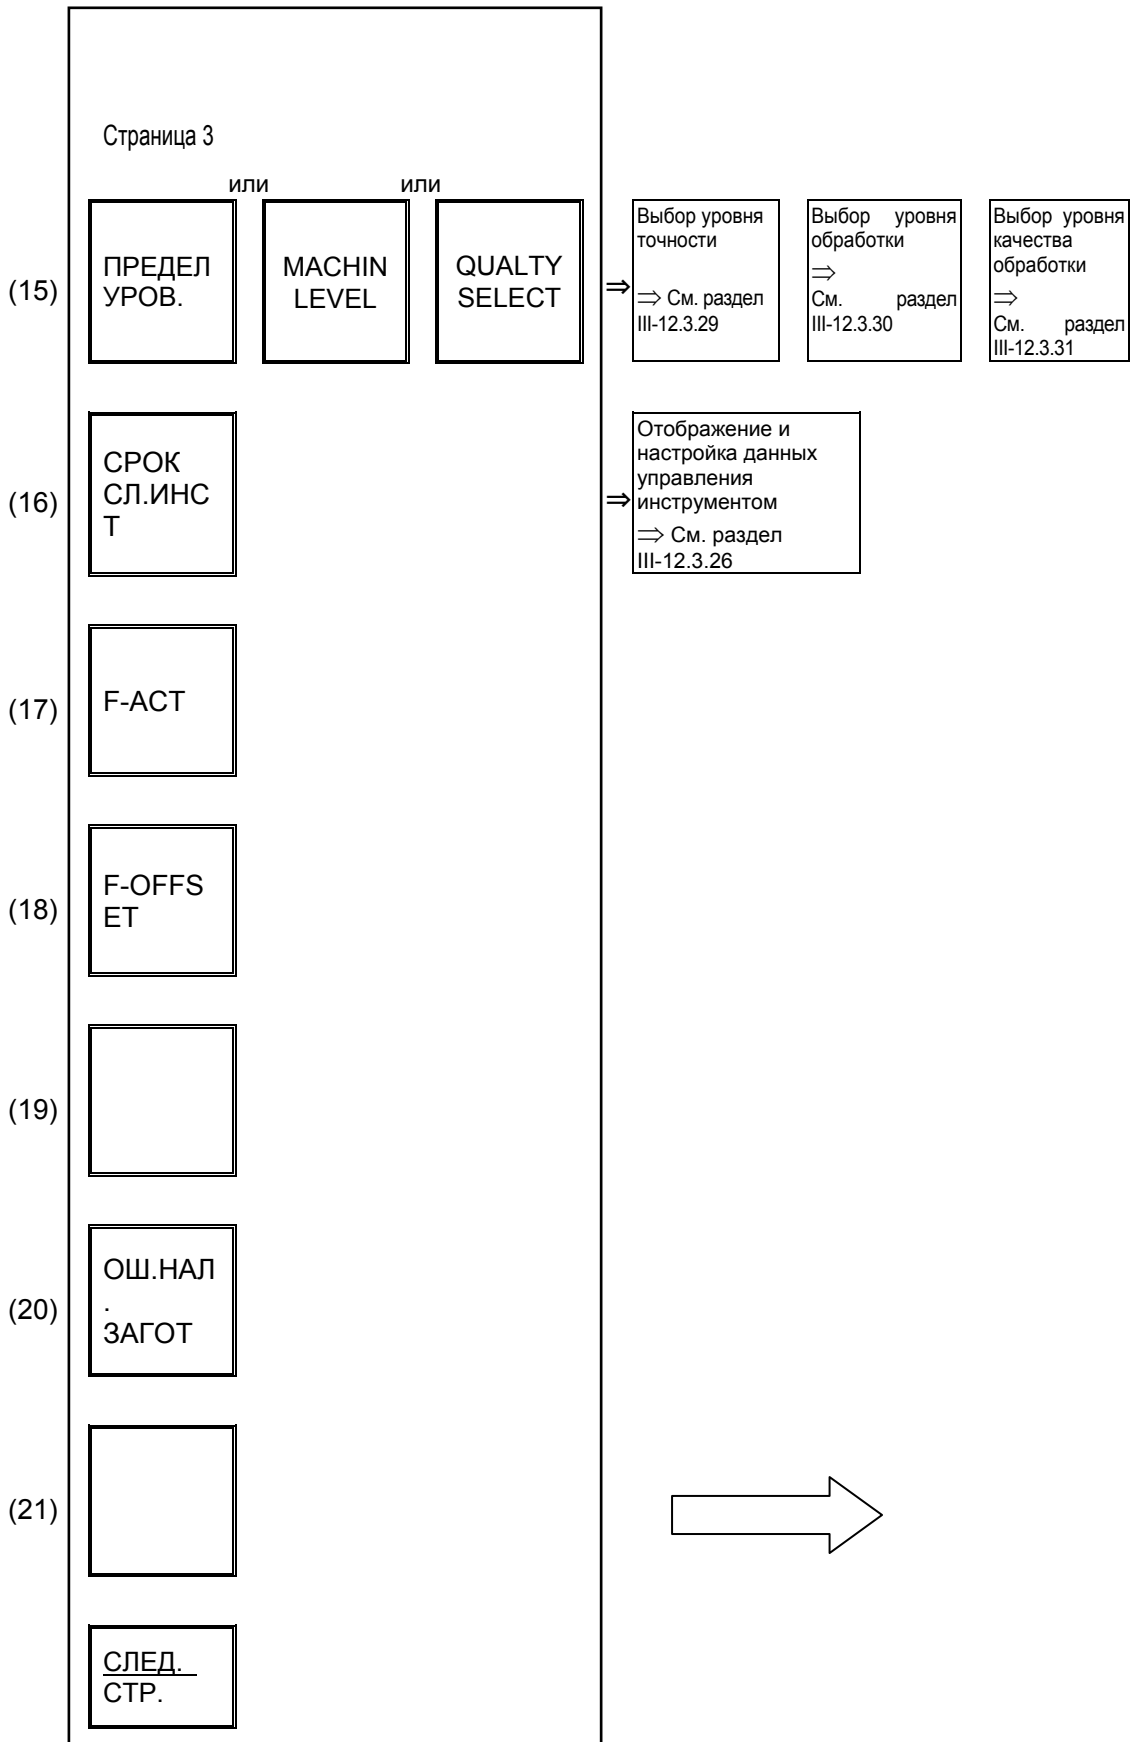 Страница 3
или
или
(15)
ПРЕДЕЛ
УРОВ.
MACHIN
LEVEL
QUALTY
SELECT
⇒
Выбор уровня
точности
⇒ См. раздел
III-12.3.29
Выбор уровня
обработки
⇒
См. раздел
III-12.3.30
Выбор уровня
качества
обработки
⇒
См. раздел
III-12.3.31
(16)
СРОК
СЛ.ИНС
Т
⇒
Отображение и
настройка данных
управления
инструментом
⇒ См. раздел
III-12.3.26
(17)
F-ACT
(18)
F-OFFS
ET
(19)
(20)
ОШ.НАЛ
.
ЗАГОТ
(21)
СЛЕД.
СТР.